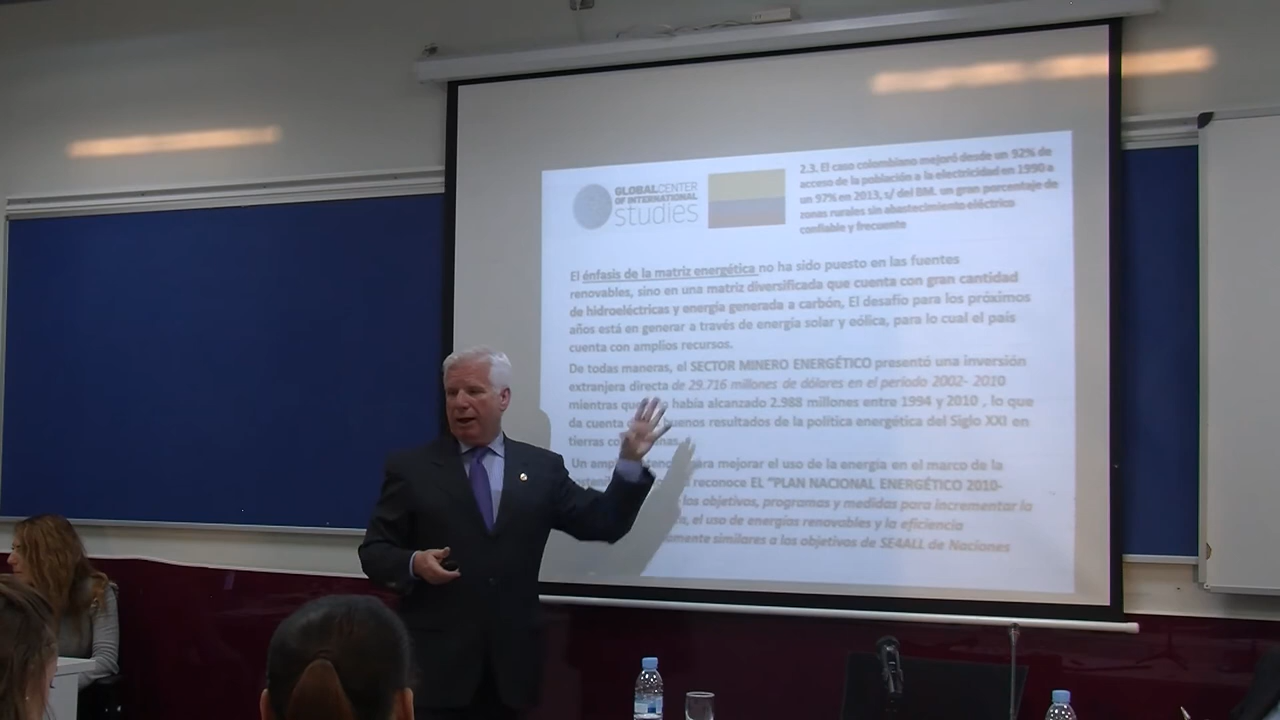 GLOBALCENTER
OF INTERNATIONAL
studies
2.3. El caso colombiano mejoró desde un 92% de
acceso de la población a la electricidad en 1990 a
un 97% en 2013, s/ del BM. un gran porcentaje de
zonas rurales sin abastecimiento eléctrico
confiable y frecuente
El énfasis de la matriz energética no ha sido puesto en las fuentes
renovables, sino en una matriz diversificada que cuenta con gran cantidad
de hidroeléctricas y energía generada a carbón, El desafío para los próximos
años está en generar a través de energía solar y eólica, para lo cual el país
cuenta con amplios recursos.
De todas maneras, el SECTOR MINERO ENERGÉTICO presentó una inversión
extranjera directa de 29.716 millones de dólares en el período 2002- 2010
mientras que había alcanzado 2.988 millones entre 1994 y 2010 , lo que
da cuenta buenos resultados de la política energética del Siglo XXI en
tierras
Un para mejorar el uso de la energía en el marco de la
reconoce EL "PLAN NACIONAL ENERGÉTICO 2010-
los objetivos, programas y medidas para incrementar la
el uso de energías renovables y la eficiencia
similares a los objetivos de SE4ALL de Naciones